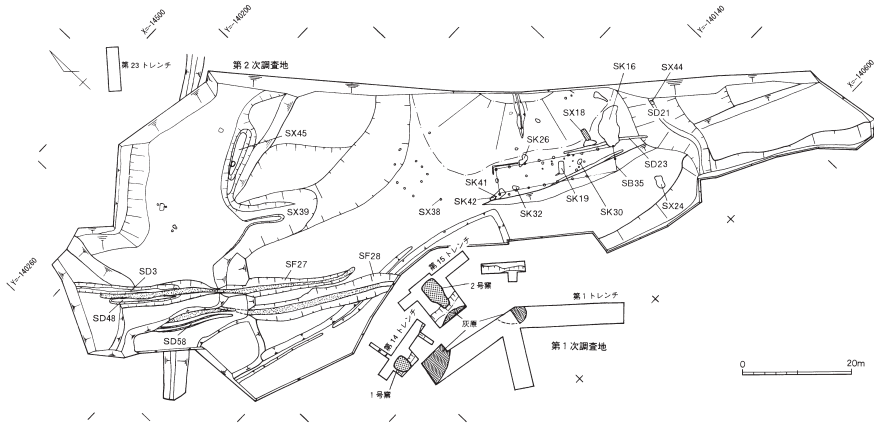 X=-14500
Y=-140200
Y=-140140
X=-140600
Y=-140260
第23トレンチ
第2次調査地
SK16
SX44
SX18
SD21
SX45
SK26
SD23
SK41
SB35
SX39
SK42
SX38
SK32
SK19
SK30
SX24
SD3
SF27
SF28
第15トレンチ
2号窯
SD48
第1トレンチ
灰層
SD58
第14トレンチ
第1次調査地
1号窯
0
20m